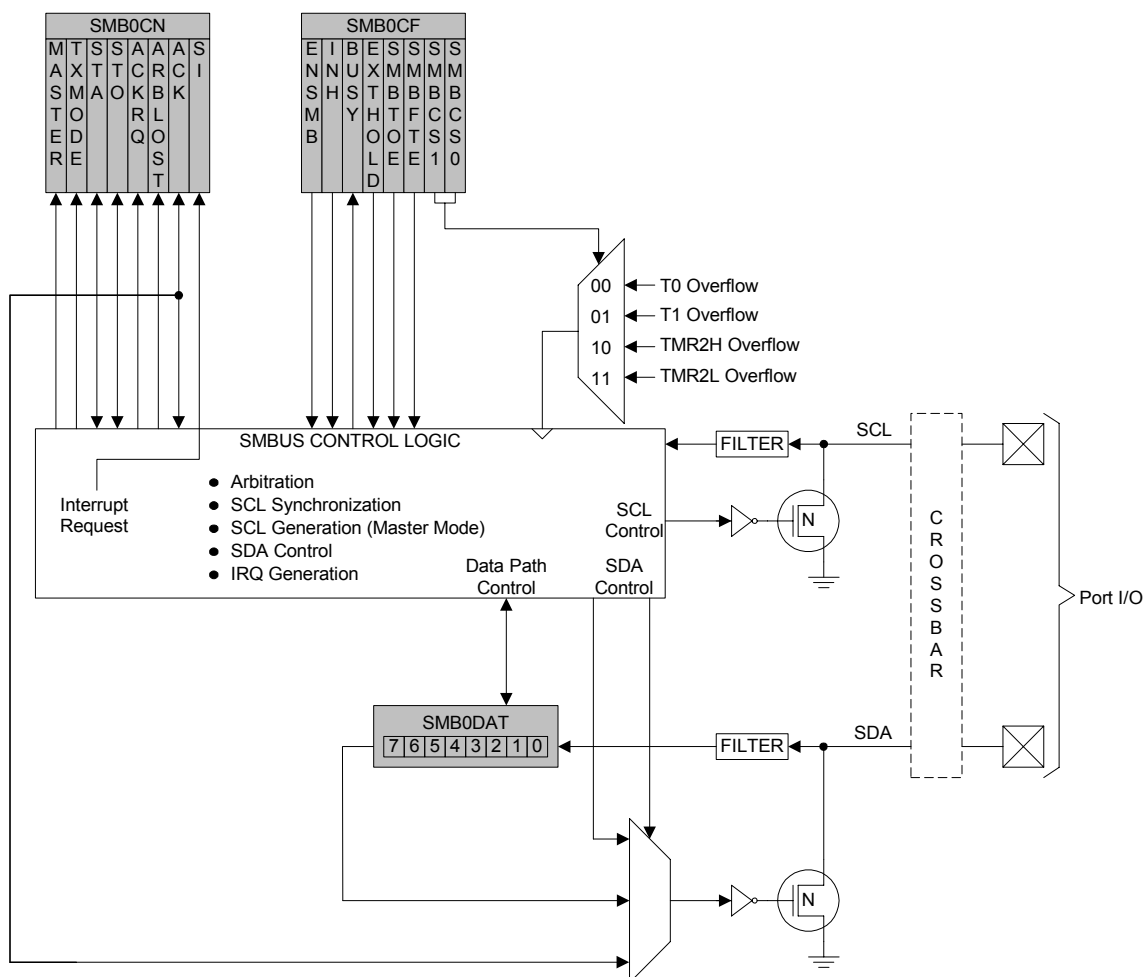 SMB0CN
MASTER
TXMODE
STA
STO
ACKRQ
ARBLOST
ACK
SI
SMB0CF
ENSMB
INH
BUSY
EXTHOLD
SMBTOE
SMBFTE
SMBCS1
SMBCS0
00
T0 Overflow
01
T1 Overflow
10
TMR2H Overflow
11
TMR2L Overflow
SMBUS CONTROL LOGIC
● Arbitration
● SCL Synchronization
● SCL Generation (Master Mode)
● SDA Control
● IRQ Generation
Interrupt
Request
SCL
Control
Data Path
Control
SDA
Control
FILTER
SCL
N
CROSSBAR
Port I/O
SMB0DAT
7 6 5 4 3 2 1 0
FILTER
SDA
N